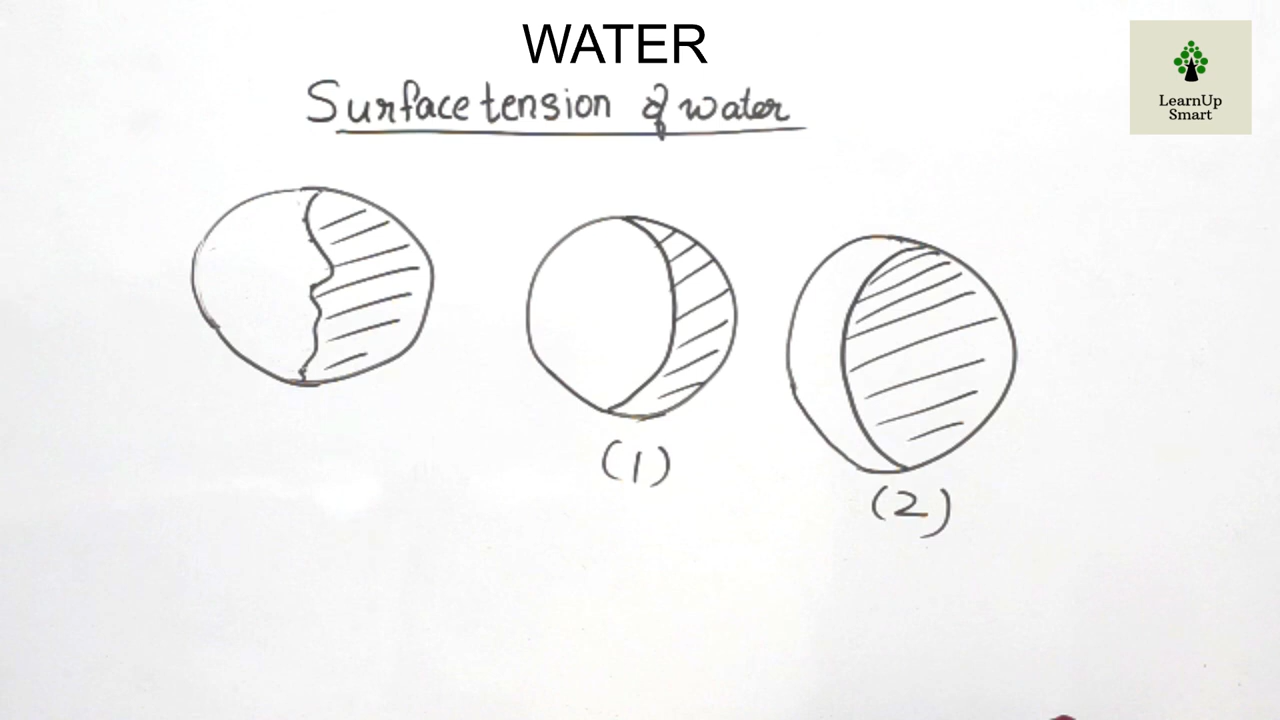 WATER
Surface tension of water
LearnUp
Smart
(1)
(2)